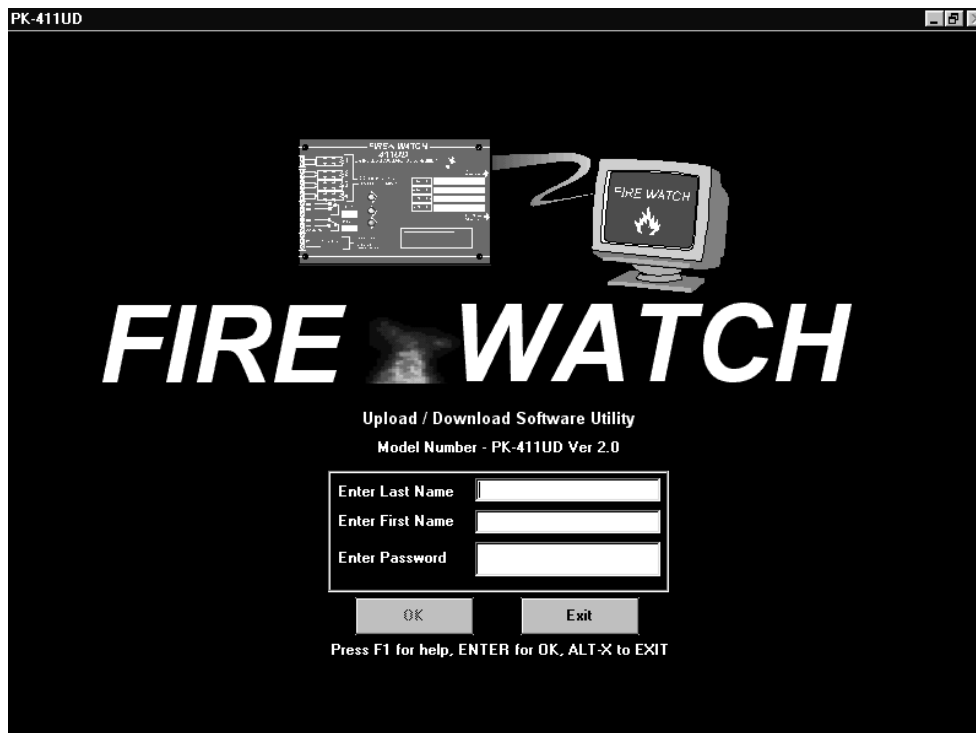 PK-411UD
FIRE WATCH
411UD
FIRE WATCH
FIRE WATCH
Upload / Download Software Utility
Model Number - PK-411UD Ver 2.0
Enter Last Name
Enter First Name
Enter Password
OK
Exit
Press F1 for help, ENTER for OK, ALT-X to EXIT